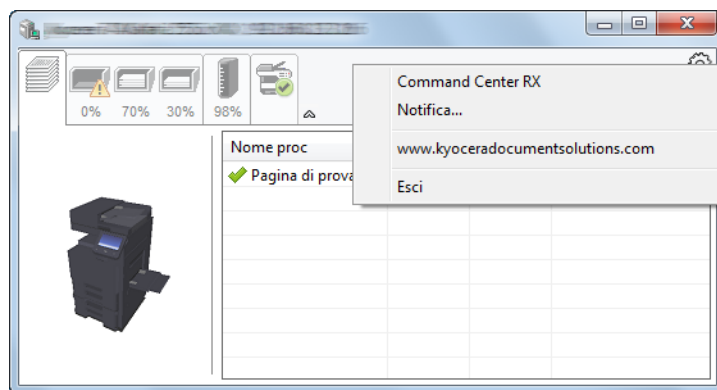 0% 70% 30% 98%
Command Center RX
Notifica...
www.kyoceradocumentsolutions.com
Esci
Nome proc
Pagina di prova